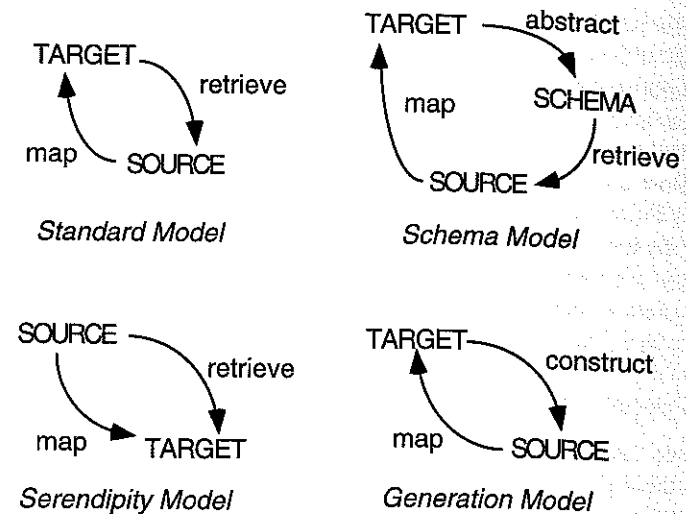 TARGET
retrieve
map
SOURCE
Standard Model
TARGET
abstract
map
SCHEMA
retrieve
SOURCE
Schema Model
SOURCE
retrieve
map
TARGET
Serendipity Model
TARGET
construct
map
SOURCE
Generation Model